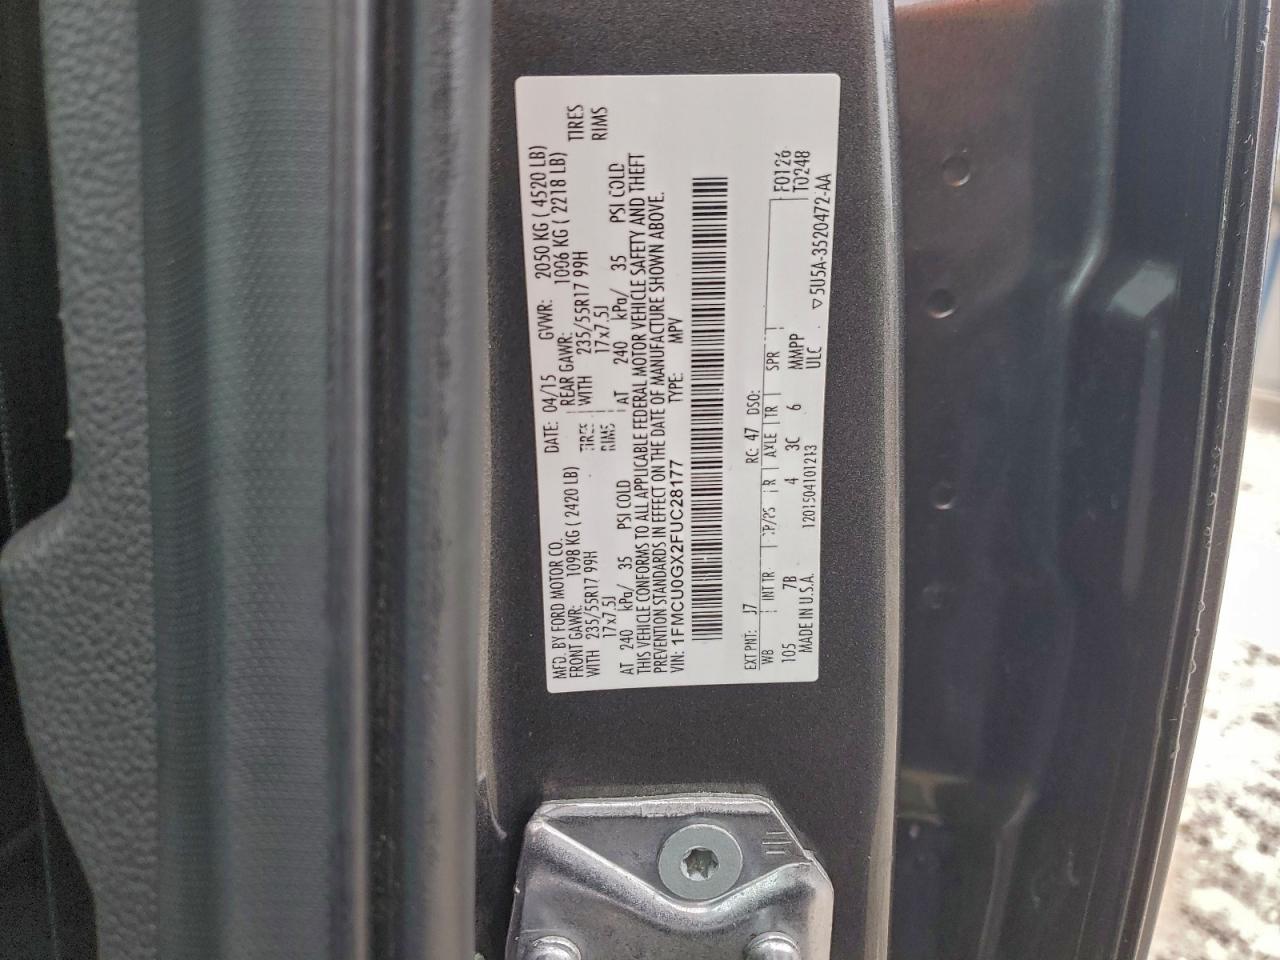 MFD. BY FORD MOTOR CO.
DATE: 04/15 GVWR: 2050 KG ( 4520 LB)
FRONT GAWR: 1098 KG ( 2420 LB) REAR GAWR: 1006 KG ( 2218 LB)
WITH 235/55R17 99H TIRES WITH 235/55R17 99H TIRES
17x7.5J RIMS 17x7.5J RIMS
AT 240 kPa/ 35 PSI COLD AT 240 kPa/ 35 PSI COLD
THIS VEHICLE CONFORMS TO ALL APPLICABLE FEDERAL MOTOR VEHICLE SAFETY AND THEFT
PREVENTION STANDARDS IN EFFECT ON THE DATE OF MANUFACTURE SHOWN ABOVE.
VIN: 1FMCU0GX2FUC28177 TYPE: MPV
F0126
EXT PNT: J7 RC: 47 DSO: T0248
WB INT TR TP/PS R AXLE TR SPR
105 7B 4 3C 6 MMPP
MADE IN U.S.A. 1201504101213 ULC ▽ 5U5A-3520472-AA